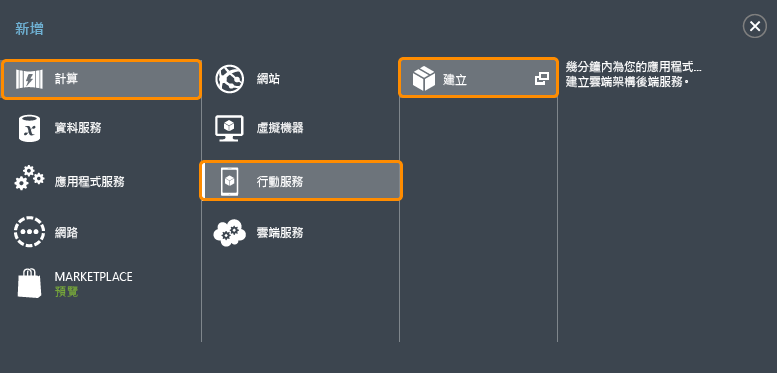 新增
計算
資料服務
應用程式服務
網路
MARKETPLACE
預覽
網站
虛擬機器
行動服務
雲端服務
建立
幾分鐘內為您的應用程式...
建立雲端架構後端服務。